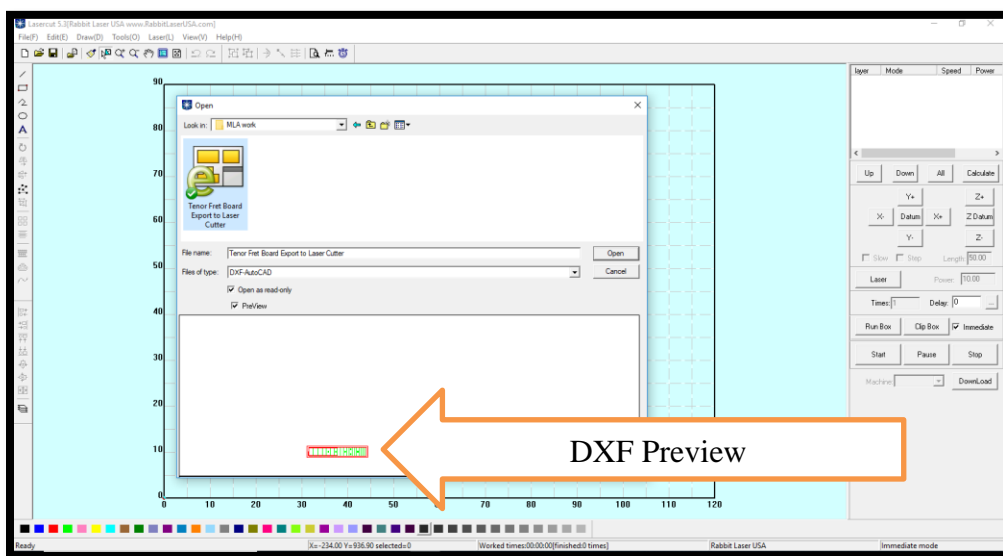 Lasercut 5.3[Rabbit Laser USA www.RabbitLaserUSA.com]
File(F) Edit(E) Draw(D) Tools(O) Laser(L) View(V) Help(H)
layer Mode Speed Power
90
80
70
60
50
40
30
20
10
0
Open
Look in: MLA work
Tenor Fret Board
Export to Laser
Cutter
File name: Tenor Fret Board Export to Laser Cutter Open
Files of type: DXF-AutoCAD Cancel
Open as read-only
PreView
DXF Preview
10 20 30 40 50 60 70 80 90 100 110 120
Up Down All Calculate
Y+ Z+
X- Datum X+ Z Datum
Y- Z-
Slow Step Length: 50.00
Laser Power: 10.00
Times: 1 Delay: 0 ...
Run Box Clip Box Immediate
Start Pause Stop
Machine: DownLoad
Ready X=-234.00 Y=936.90 selected=0 Worked times:00:00:00[finished:0 times] Rabbit Laser USA Immediate mode